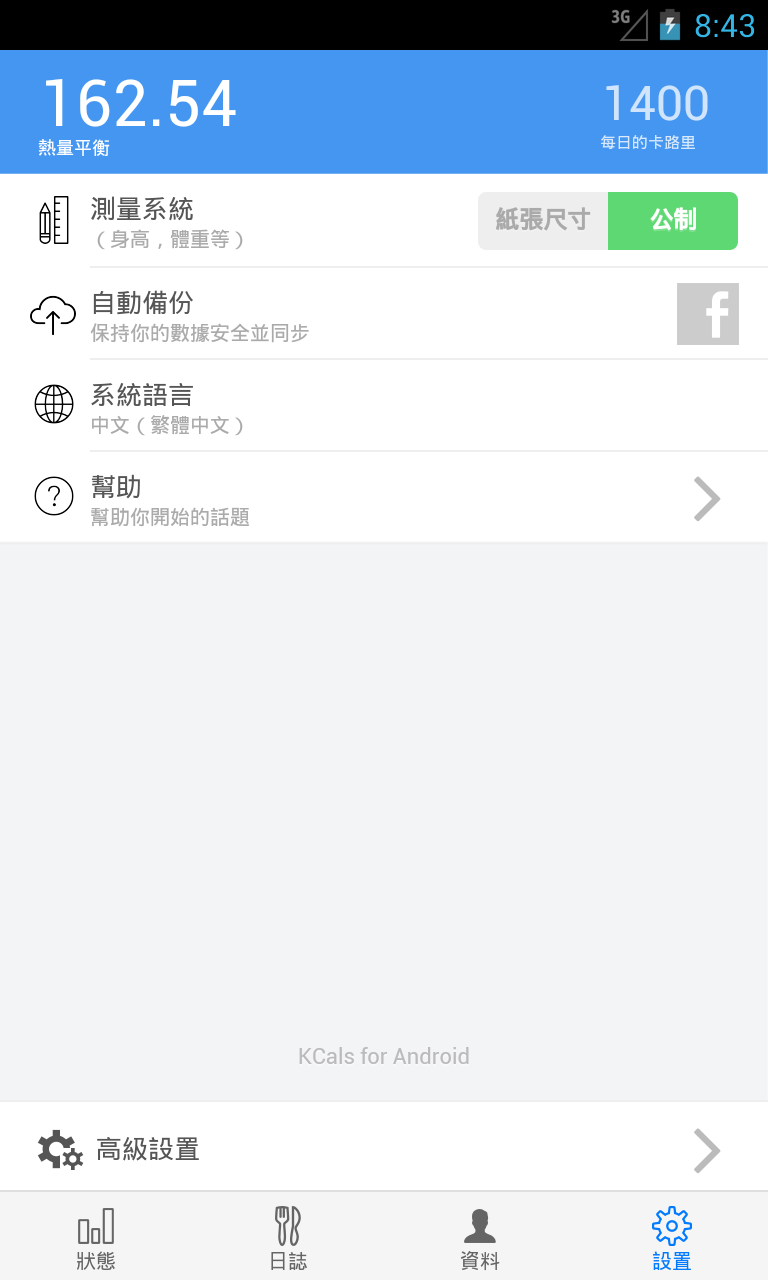 3G 8:43
162.54
熱量平衡
1400
每日的卡路里
測量系統
（身高，體重等）
紙張尺寸
公制
自動備份
保持你的數據安全並同步
f
系統語言
中文（繁體中文）
?
幫助
幫助你開始的話題
KCals for Android
高級設置
狀態
日誌
資料
設置